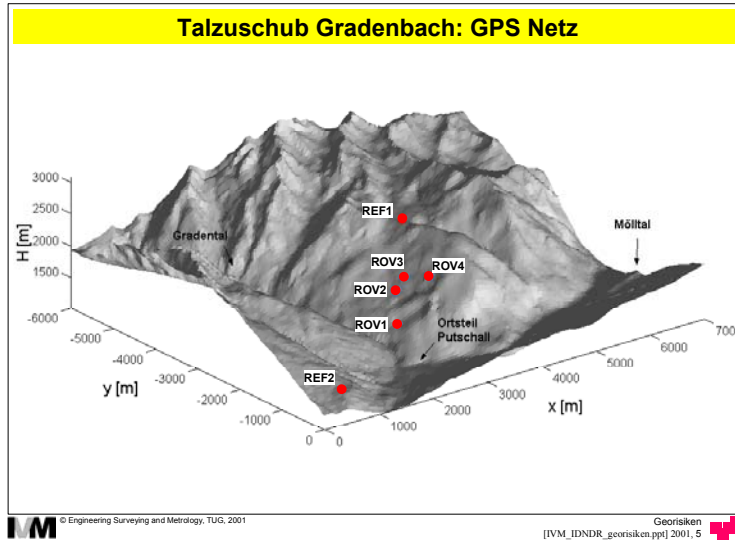 Talzuschub Gradenbach: GPS Netz
3000
2500
2000
1500
H [m]
Gradental
REF1
Mölltal
ROV3
ROV4
ROV2
ROV1
Ortsteil
Putschall
REF2
-6000
-5000
-4000
-3000
-2000
-1000
0
y [m]
0
1000
2000
3000
4000
5000
6000
700
x [m]
IVM
© Engineering Surveying and Metrology, TUG, 2001
Georisiken
[IVM_IDNDR_georisiken.ppt] 2001, 5